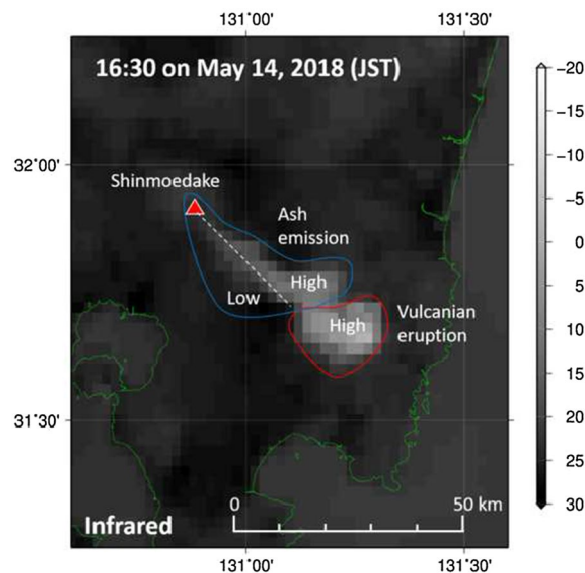 131°00'
131°30'
16:30 on May 14, 2018 (JST)
32°00'
Shinmoedake
Ash
emission
High
Low
High
Vulcanian
eruption
31°30'
0
50 km
Infrared
131°00'
131°30'
−20
−15
−10
−5
0
5
10
15
20
25
30